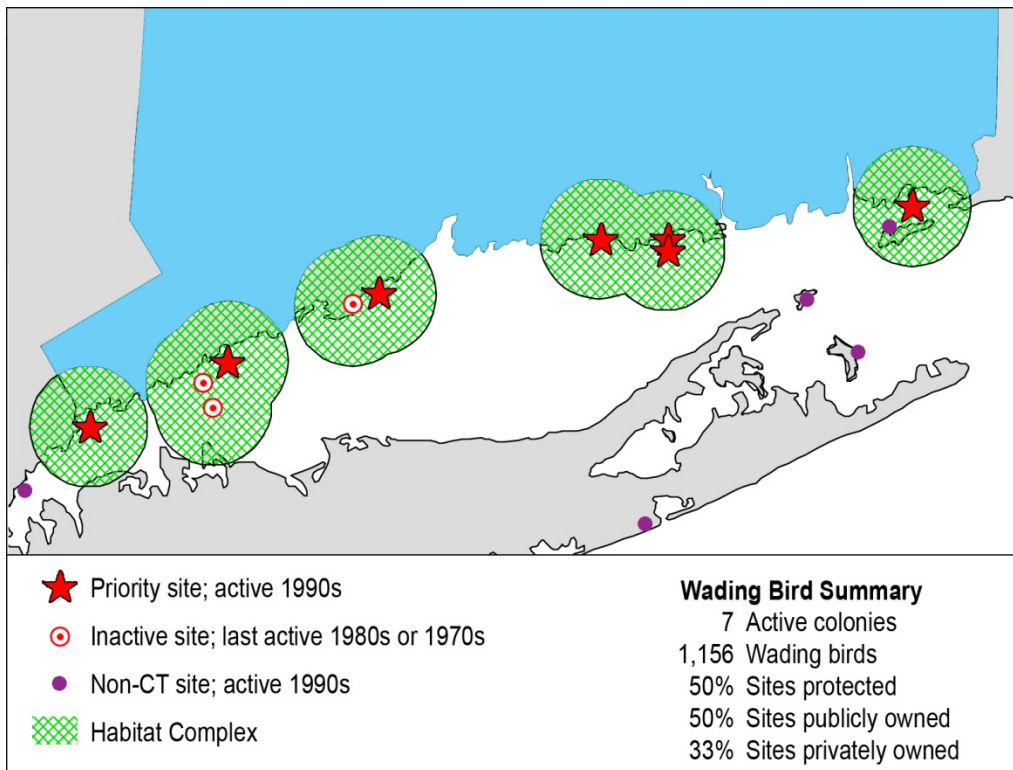 Priority site; active 1990s
Inactive site; last active 1980s or 1970s
Non-CT site; active 1990s
Habitat Complex
Wading Bird Summary
7 Active colonies
1,156 Wading birds
50% Sites protected
50% Sites publicly owned
33% Sites privately owned